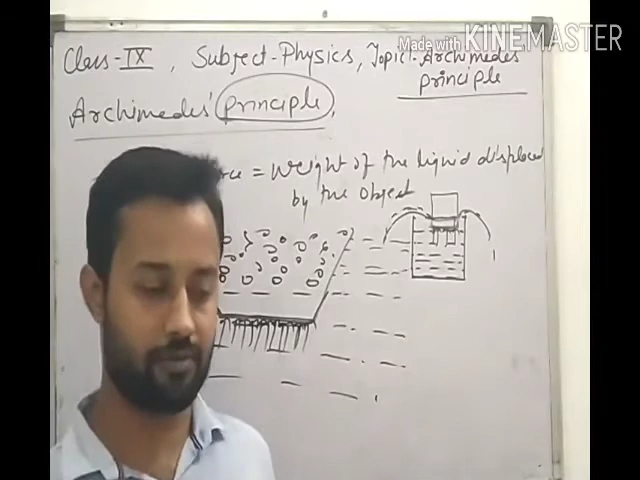 Made with KINEMASTER
Class-IX, Subject-Physics, Topic-Archimedes'
principle
Archimedes' principle,
= weight of the liquid displaced
by the object